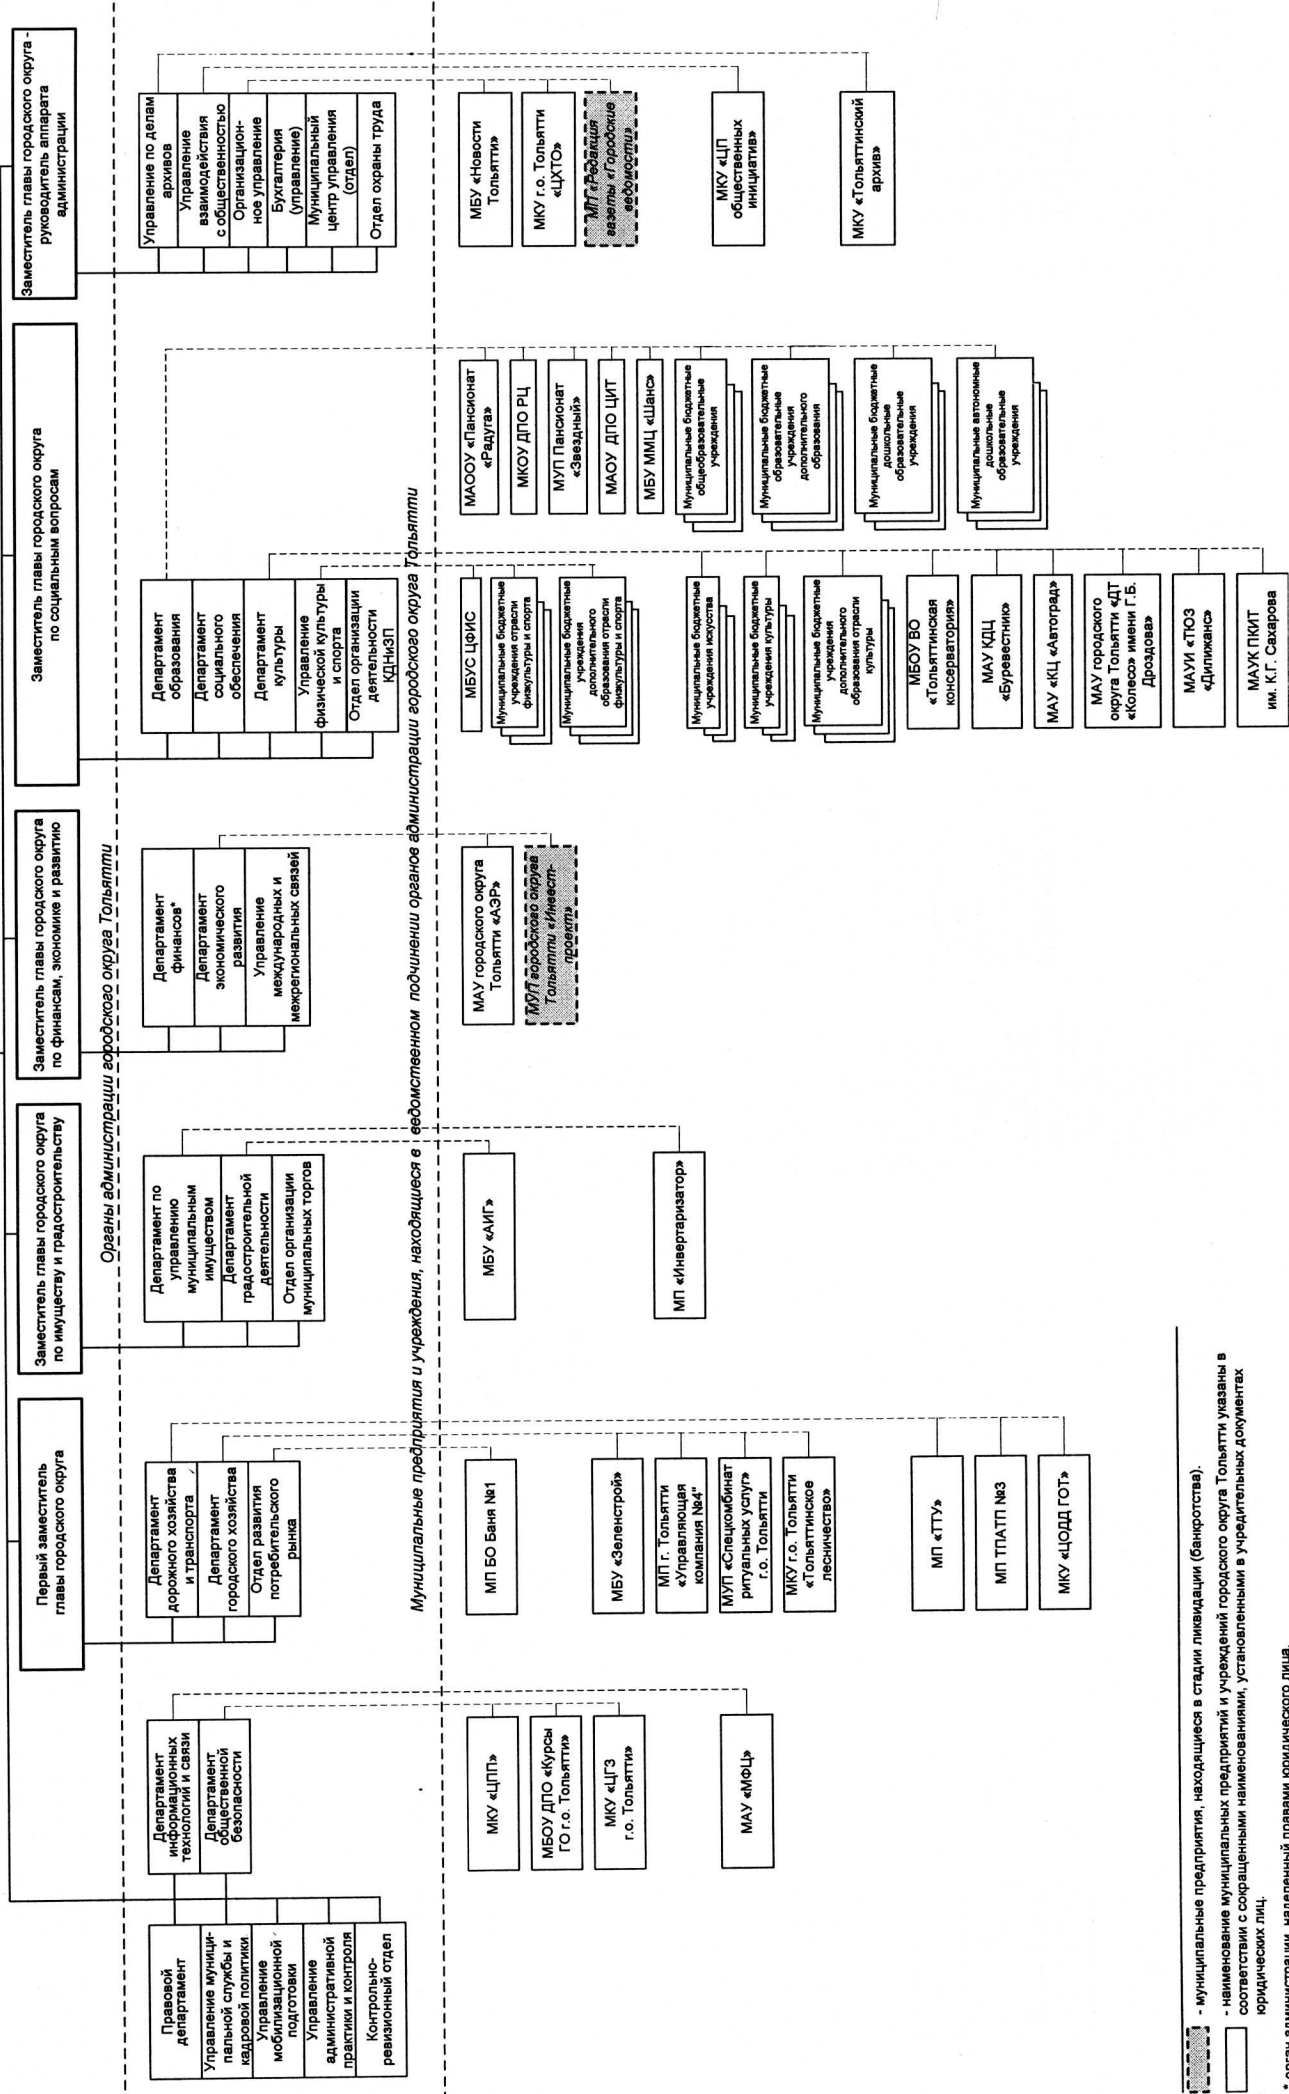 Первый заместитель
главы городского округа
Заместитель главы городского округа
по имуществу и градостроительству
Заместитель главы городского округа
по финансам, экономике и развитию
Заместитель главы городского округа
по социальным вопросам
Заместитель главы городского округа -
руководитель аппарата
администрации
Органы администрации городского округа Тольятти
Правовой
департамент
Управление муници-
пальной службы и
кадровой политики
Управление
мобилизационной
подготовки
Управление
административной
практики и контроля
Контрольно-
ревизионный отдел
Департамент
информационных
технологий и связи
Департамент
общественной
безопасности
Департамент
дорожного хозяйства
и транспорта
Департамент
городского хозяйства
Отдел развития
потребительского
рынка
Департамент по
управлению
муниципальным
имуществом
Департамент
градостроительной
деятельности
Отдел организации
муниципальных торгов
Департамент
финансов*
Департамент
экономического
развития
Управление
международных и
межрегиональных связей
Департамент
образования
Департамент
социального
обеспечения
Департамент
культуры
Управление
физической культуры
и спорта
Отдел организации
деятельности
КДНиЗП
Управление по делам
архивов
Управление
взаимодействия
с общественностью
Организацион-
ное управление
Бухгалтерия
(управление)
Муниципальный
центр управления
(отдел)
Отдел охраны труда
Муниципальные предприятия и учреждения, находящиеся в ведомственном подчинении органов администрации городского округа Тольятти
МКУ «ЦПП»
МБОУ ДПО «Курсы
ГО г.о. Тольятти»
МКУ «ЦГЗ
г.о. Тольятти»
МАУ «МФЦ»
МП БО Баня №1
МБУ «Зеленстрой»
МП г. Тольятти
«Управляющая
компания №4"
МУП «Спецкомбинат
ритуальных услуг»
г.о. Тольятти
МКУ г.о. Тольятти
«Тольяттинское
лесничество»
МП «ТТУ»
МП ТПАТП №3
МКУ «ЦОДД ГОТ»
МБУ «АИГ»
МП «Инвертаризатор»
МАУ городского округа
Тольятти «АЭР»
МУП городского округа
Тольятти «Инвест-
проект»
МБУС ЦФИС
Муниципальные бюджетные
учреждения отрасли
физкультуры и спорта
Муниципальные бюджетные
учреждения
дополнительного
образования отрасли
физкультуры и спорта
Муниципальные бюджетные
учреждения искусства
Муниципальные бюджетные
учреждения культуры
Муниципальные бюджетные
учреждения
дополнительного
образования отрасли
культуры
МБОУ ВО
«Тольяттинская
консерватория»
МАУ КДЦ
«Буревестник»
МАУ «КЦ «Автоград»
МАУ городского
округа Тольятти «ДТ
«Колесо» имени Г.Б.
Дроздова»
МАУИ «ТЮЗ
«Дилижанс»
МАУК ПКИТ
им. К.Г. Сахарова
МАООУ «Пансионат
«Радуга»
МКОУ ДПО РЦ
МУП Пансионат
«Звездный»
МАОУ ДПО ЦИТ
МБУ ММЦ «Шанс»
Муниципальные бюджетные
общеобразовательные
учреждения
Муниципальные бюджетные
образовательные
учреждения
дополнительного
образования
Муниципальные бюджетные
дошкольные
образовательные
учреждения
Муниципальные автономные
дошкольные
образовательные
учреждения
МБУ «Новости
Тольятти»
МКУ г.о. Тольятти
«ЦХТО»
МП «Редакция
газеты «Городские
ведомости»
МКУ «ЦП
общественных
инициатив»
МКУ «Тольяттинский
архив»
- муниципальные предприятия, находящиеся в стадии ликвидации (банкротства).
- наименование муниципальных предприятий и учреждений городского округа Тольятти указаны в
соответствии с сокращенными наименованиями, установленными в учредительных документах
юридических лиц.
* орган администрации, наделенный правами юридического лица.